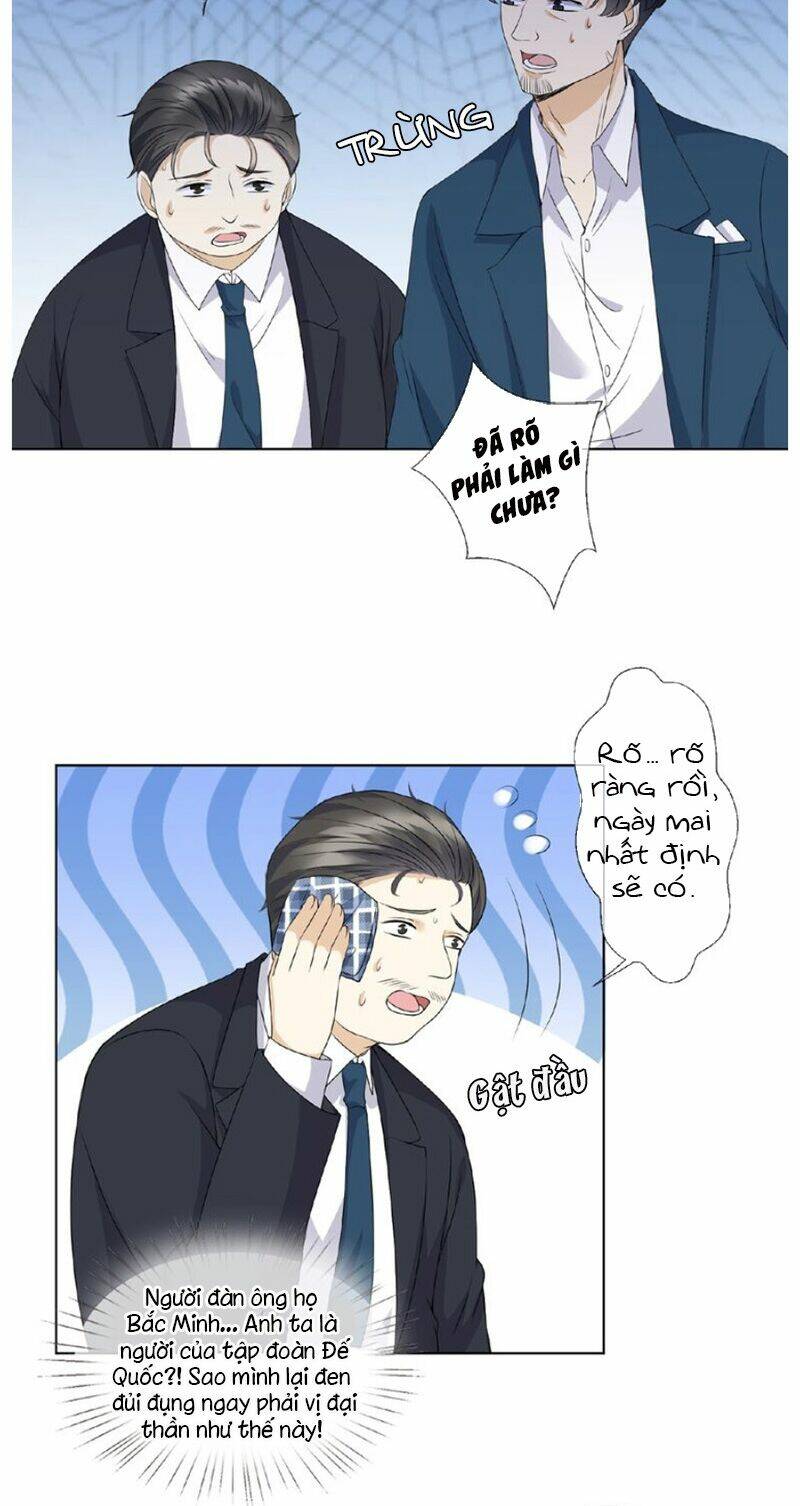 TRỪNG
ĐÃ RÕ
PHẢI LÀM GÌ
CHƯA?
Rõ... rõ
ràng rồi,
ngày mai
nhất định
sẽ có.
Gật đầu
Người đàn ông họ
Bắc Minh... Anh ta là
người của tập đoàn Đế
Quốc?! Sao mình lại đen
đủi đụng ngay phải vị đại
thần như thế này!